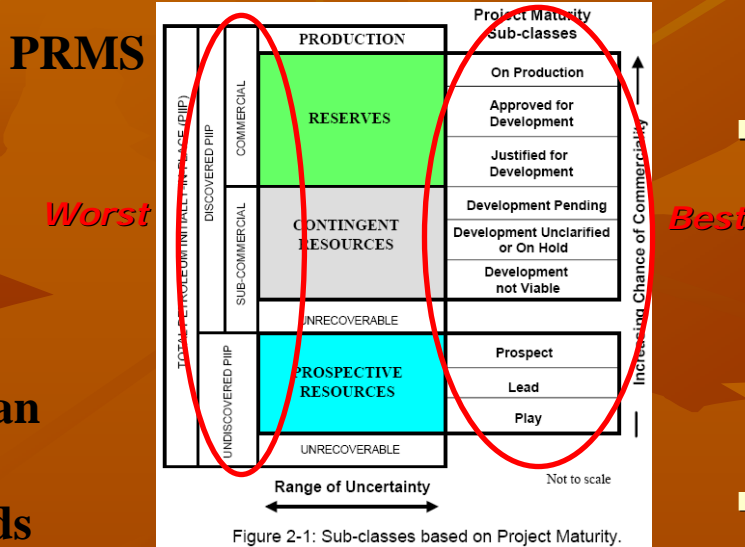 PRMS
Worst
an
ds
Best
Project Maturity
Sub-classes
PRODUCTION
TOTAL PETROLEUM INITIALLY-IN-PLACE (PIIP)
DISCOVERED PIIP
COMMERCIAL
SUB-COMMERCIAL
UNDISCOVERED PIIP
RESERVES
On Production
Approved for
Development
Justified for
Development
CONTINGENT
RESOURCES
Development Pending
Development Unclarified
or On Hold
Development
not Viable
UNRECOVERABLE
PROSPECTIVE
RESOURCES
Prospect
Lead
Play
UNRECOVERABLE
Increasing Chance of Commerciality
Range of Uncertainty
Not to scale
Figure 2-1: Sub-classes based on Project Maturity.